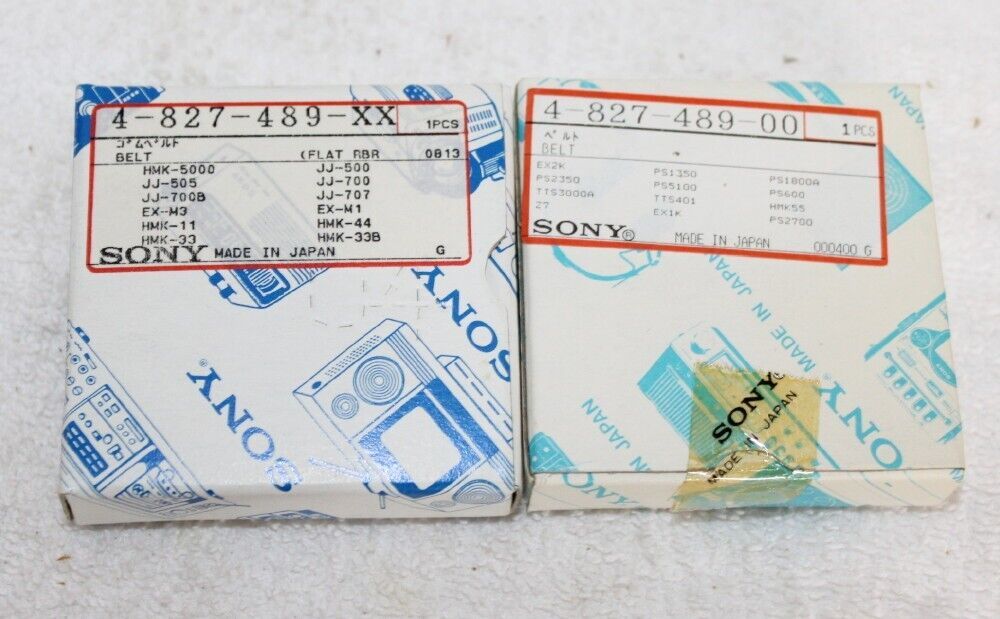 4-827-489-XX 1PCS
ゴムベルト
BELT (FLAT RBR 0813
HMK-5000 JJ-500
JJ-505 JJ-700
JJ-700B JJ-707
EX-M3 EX-M1
HMK-11 HMK-44
HMK-33 HMK-33B
SONY MADE IN JAPAN G
SONY
SONY®
4-827-489-00 1PCS
ベルト
BELT
EX2K PS1350 PS1800A
PS2350 PS5100 PS600
TTS3000A TTS401 HMK55
Z7 EX1K PS2700
SONY® MADE IN JAPAN 000400 G
JAPAN
MADE IN JAPAN
MADE IN JAPAN
IN JAPAN
SONY®
MADE IN JAPAN